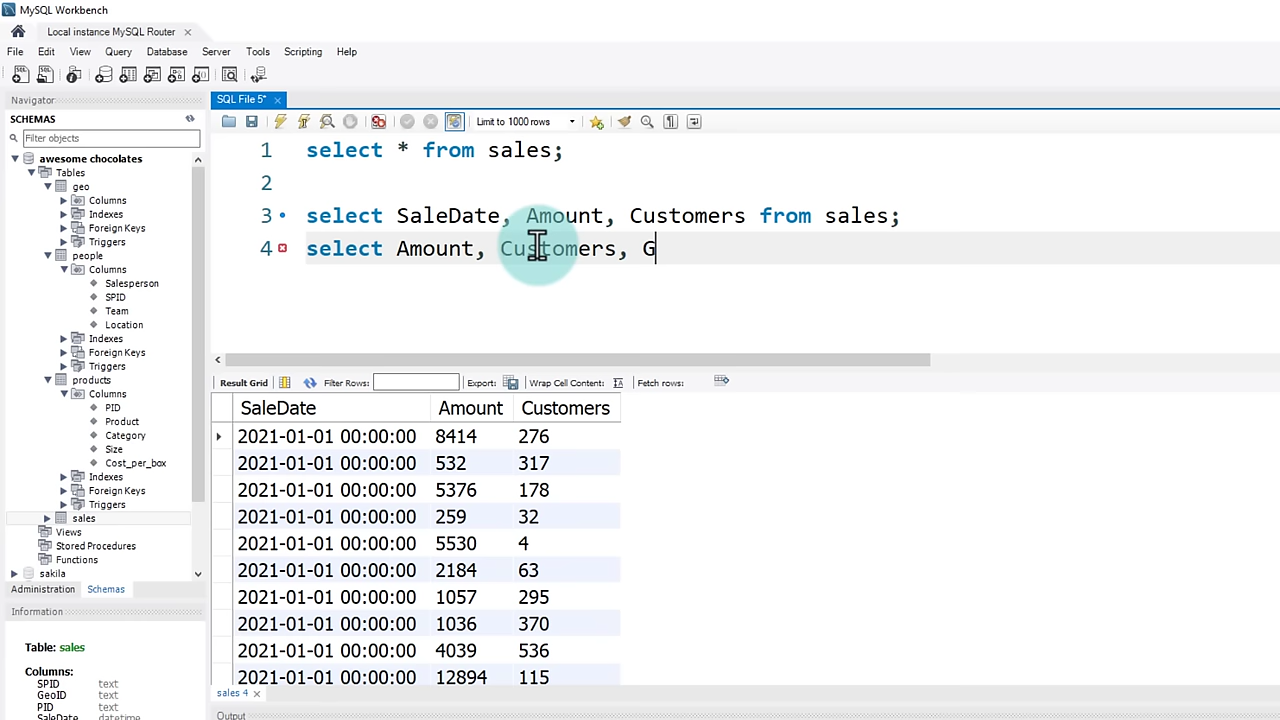 MySQL Workbench
Local instance MySQL Router
File Edit View Query Database Server Tools Scripting Help
Navigator
SQL File 5*
SCHEMAS
Limit to 1000 rows
Filter objects
awesome chocolates
Tables
geo
Columns
Indexes
Foreign Keys
Triggers
people
Columns
Salesperson
SPID
Team
Location
Indexes
Foreign Keys
Triggers
products
Columns
PID
Product
Category
Size
Cost_per_box
Indexes
Foreign Keys
Triggers
sales
Views
Stored Procedures
Functions
sakila
Administration Schemas
Information
Table: sales
Columns:
SPID text
GeoID text
PID text
SaleDate datetime
1 select * from sales;
2
3 select SaleDate, Amount, Customers from sales;
4 select Amount, Customers, G
Result Grid Filter Rows: Export: Wrap Cell Content: Fetch rows:
SaleDate Amount Customers
2021-01-01 00:00:00 8414 276
2021-01-01 00:00:00 532 317
2021-01-01 00:00:00 5376 178
2021-01-01 00:00:00 259 32
2021-01-01 00:00:00 5530 4
2021-01-01 00:00:00 2184 63
2021-01-01 00:00:00 1057 295
2021-01-01 00:00:00 1036 370
2021-01-01 00:00:00 4039 536
2021-01-01 00:00:00 12894 115
sales 4
Output